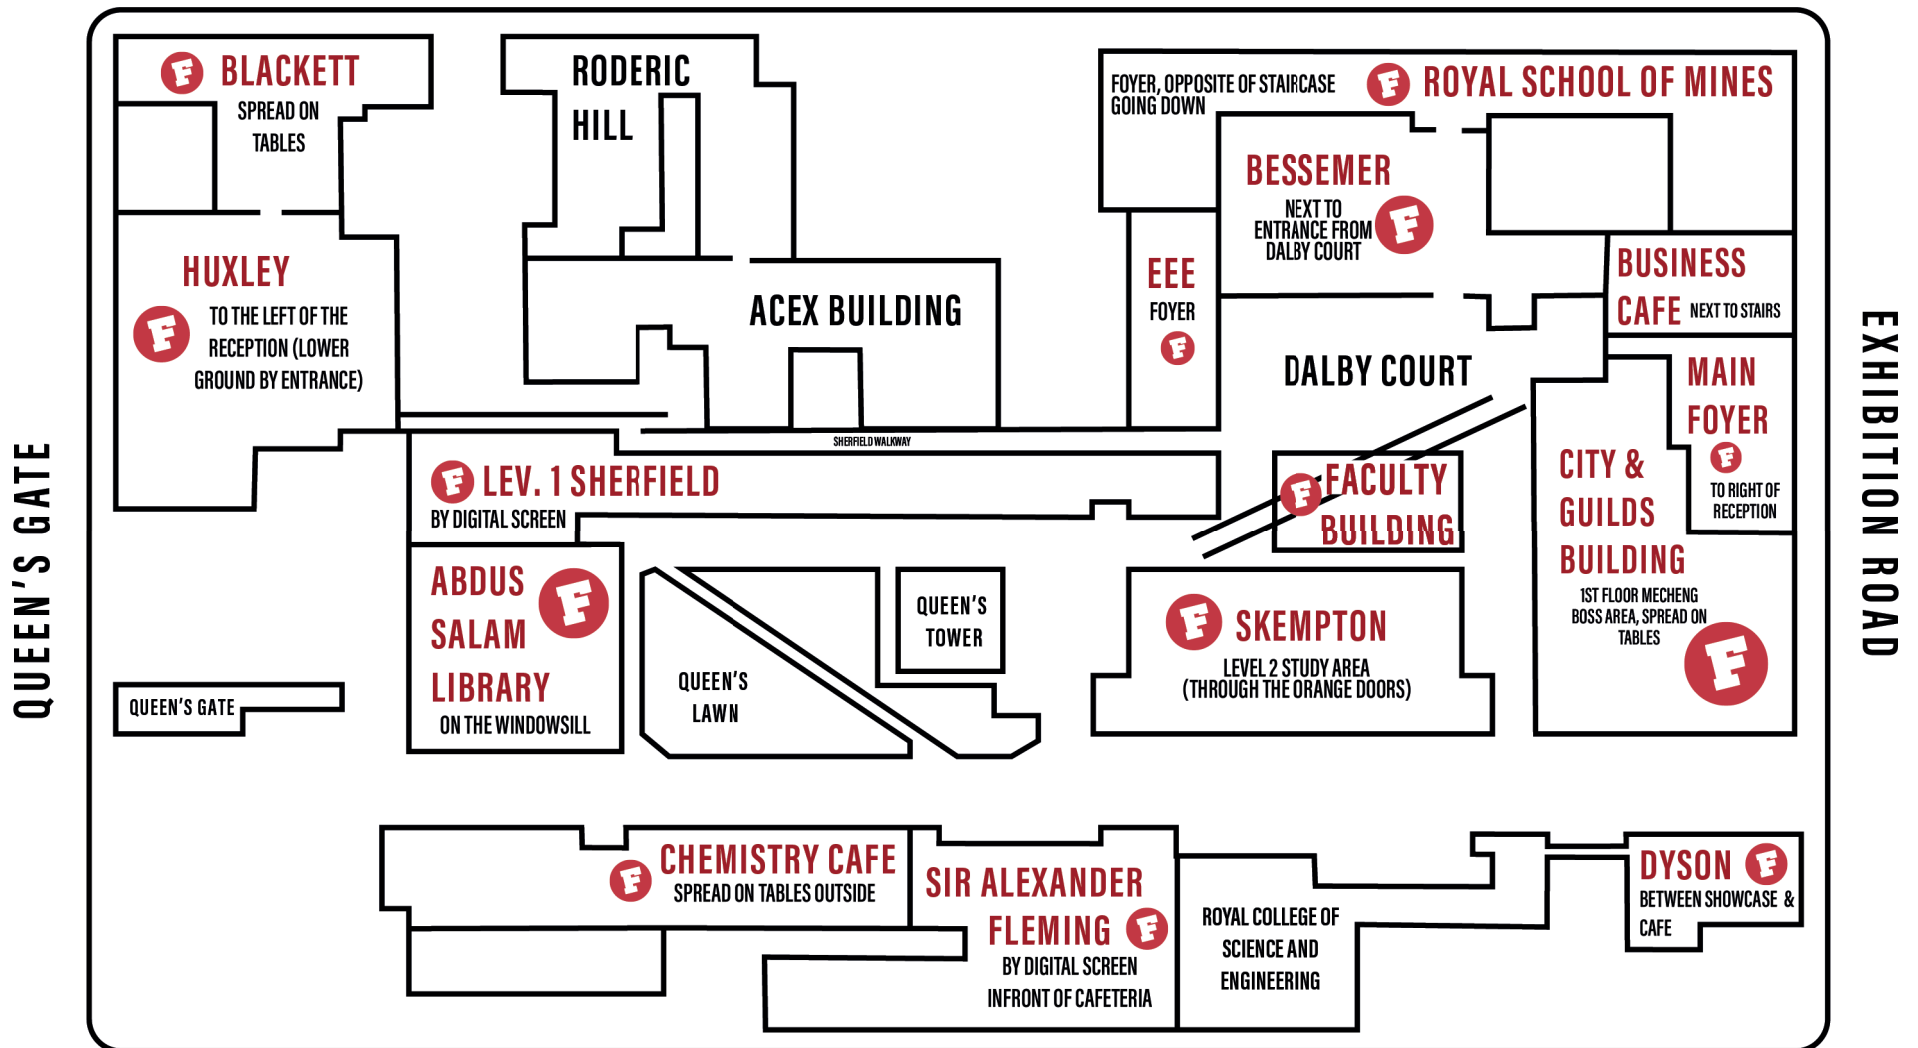 QUEEN'S GATE
F BLACKETT
SPREAD ON
TABLES
RODERIC
HILL
FOYER, OPPOSITE OF STAIRCASE
GOING DOWN
F ROYAL SCHOOL OF MINES
BESSEMER
NEXT TO
ENTRANCE FROM
DALBY COURT
F
HUXLEY
F
TO THE LEFT OF THE
RECEPTION (LOWER
GROUND BY ENTRANCE)
ACEX BUILDING
EEE
FOYER
F
BUSINESS
CAFE NEXT TO STAIRS
DALBY COURT
MAIN
FOYER
F
TO RIGHT OF
RECEPTION
SHERFIELD WALKWAY
F LEV. 1 SHERFIELD
BY DIGITAL SCREEN
F FACULTY
BUILDING
CITY &
GUILDS
BUILDING
1ST FLOOR MECHENG
BOSS AREA, SPREAD ON
TABLES
F
ABDUS
SALAM
LIBRARY
F
ON THE WINDOWSILL
QUEEN'S
LAWN
QUEEN'S
TOWER
F SKEMPTON
LEVEL 2 STUDY AREA
(THROUGH THE ORANGE DOORS)
QUEEN'S GATE
F CHEMISTRY CAFE
SPREAD ON TABLES OUTSIDE
SIR ALEXANDER
FLEMING F
BY DIGITAL SCREEN
INFRONT OF CAFETERIA
ROYAL COLLEGE OF
SCIENCE AND
ENGINEERING
DYSON F
BETWEEN SHOWCASE &
CAFE
EXHIBITION ROAD